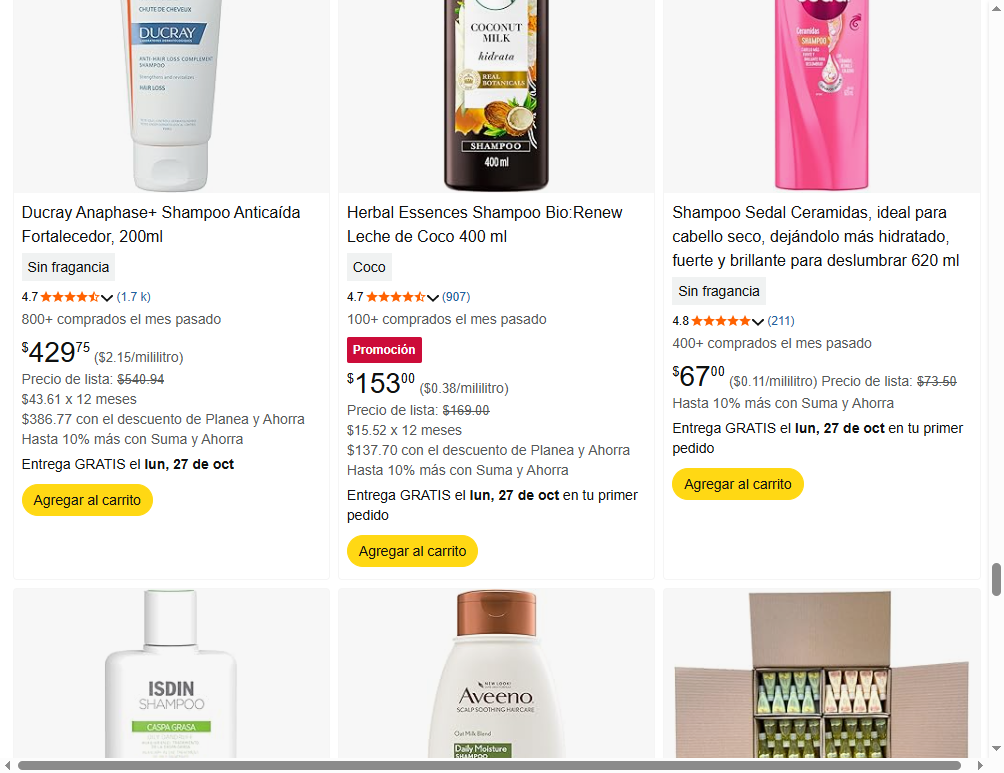 CHUTE DE CHEVEUX
DUCRAY
ANTI-HAIR LOSS COMPLEMENT
SHAMPOO
Strengthens and revitalizes
HAIR LOSS
COCONUT
MILK
hidrata
REAL
BOTANICALS
SHAMPOO
400 ml
Ceramidas
SHAMPOO
Ducray Anaphase+ Shampoo Anticaída
Fortalecedor, 200ml
Sin fragancia
4.7 (1.7 k)
800+ comprados el mes pasado
$429.75 ($2.15/mililitro)
Precio de lista: $540.94
$43.61 x 12 meses
$386.77 con el descuento de Planea y Ahorra
Hasta 10% más con Suma y Ahorra
Entrega GRATIS el lun, 27 de oct
Agregar al carrito
Herbal Essences Shampoo Bio:Renew
Leche de Coco 400 ml
Coco
4.7 (907)
100+ comprados el mes pasado
Promoción
$153.00 ($0.38/mililitro)
Precio de lista: $169.00
$15.52 x 12 meses
$137.70 con el descuento de Planea y Ahorra
Hasta 10% más con Suma y Ahorra
Entrega GRATIS el lun, 27 de oct en tu primer
pedido
Agregar al carrito
Shampoo Sedal Ceramidas, ideal para
cabello seco, dejándolo más hidratado,
fuerte y brillante para deslumbrar 620 ml
Sin fragancia
4.8 (211)
400+ comprados el mes pasado
$67.00 ($0.11/mililitro) Precio de lista: $73.50
Hasta 10% más con Suma y Ahorra
Entrega GRATIS el lun, 27 de oct en tu primer
pedido
Agregar al carrito
ISDIN
SHAMPOO
CASPA GRASA
NEW LOOK!
Aveeno
SCALP SOOTHING HAIRCARE
Oat Milk Blend
Daily Moisture
SHAMPOO